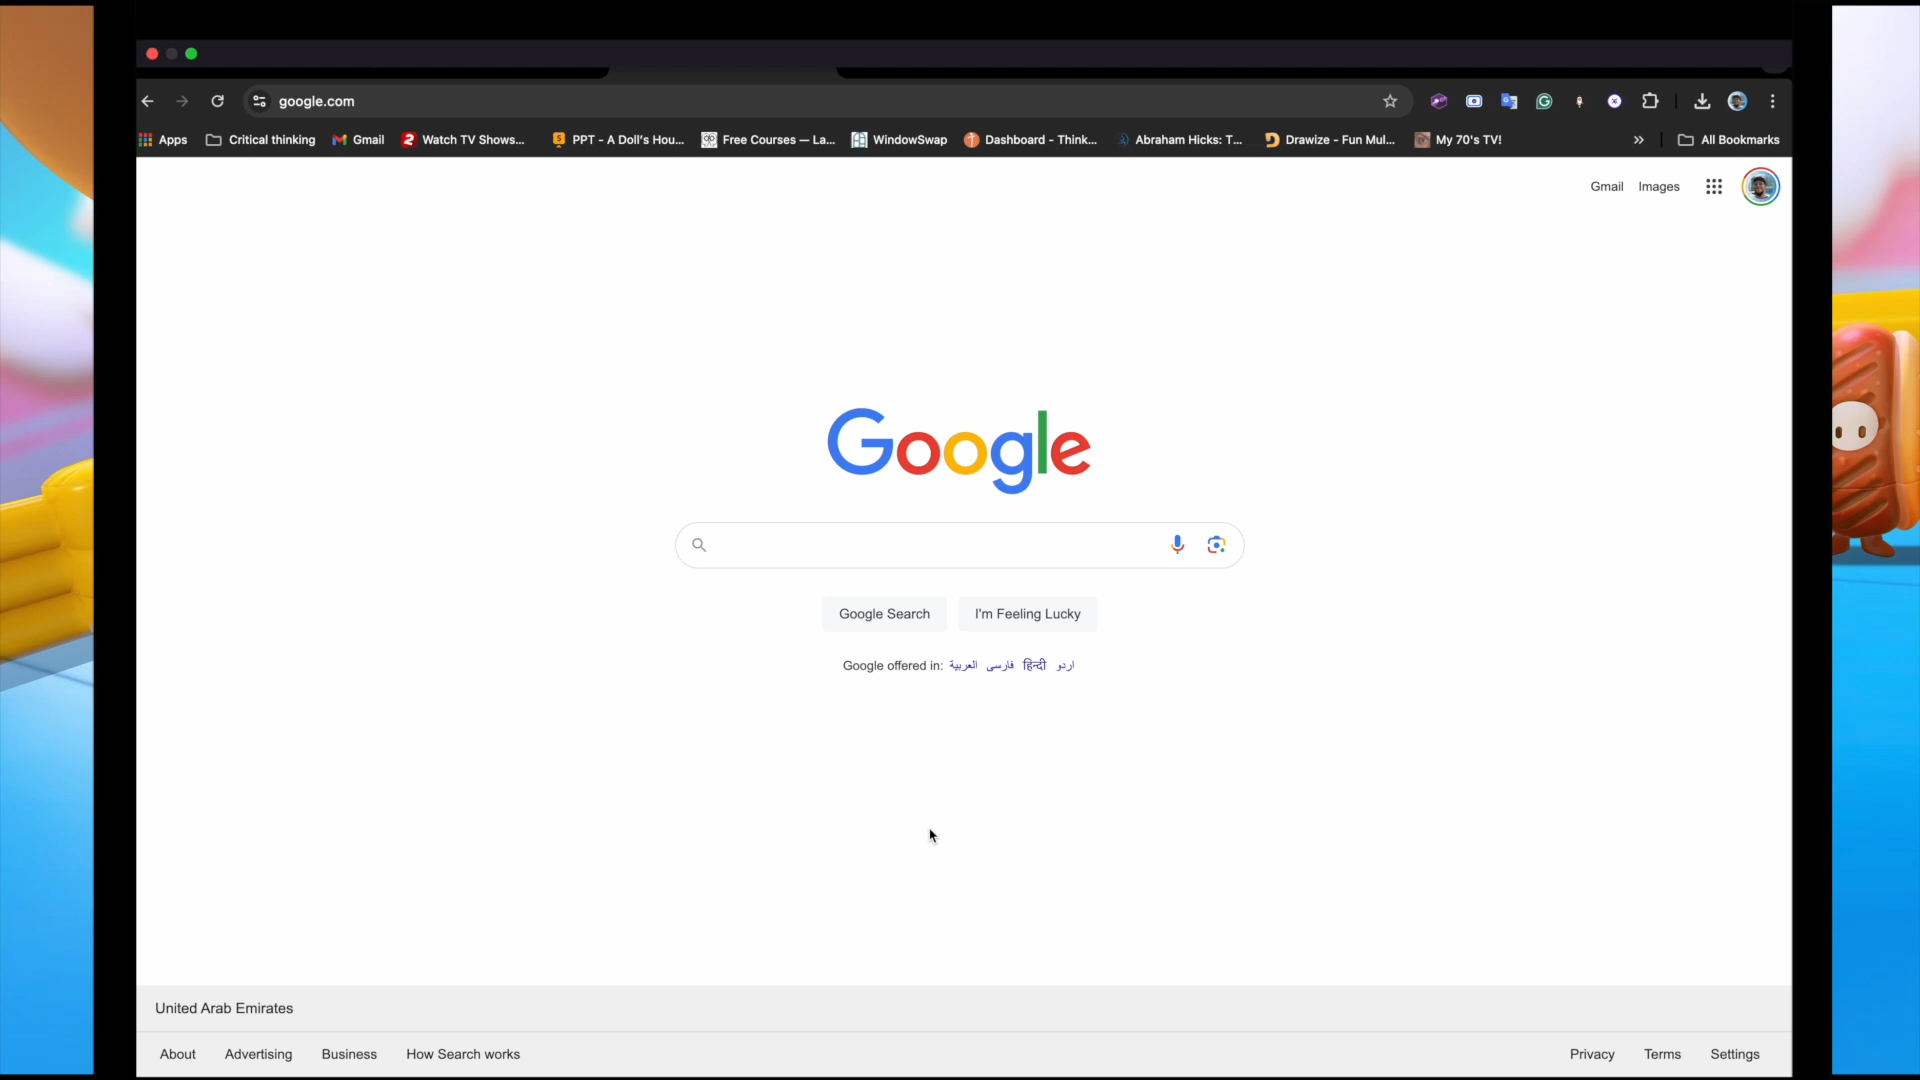 google.com
Apps Critical thinking Gmail Watch TV Shows... PPT - A Doll's Hou... Free Courses — La... WindowSwap Dashboard - Think... Abraham Hicks: T... Drawize - Fun Mul... My 70's TV! » All Bookmarks
Gmail Images
Google
Google Search I'm Feeling Lucky
Google offered in: العربية فارسی हिन्दी اردو
United Arab Emirates
About Advertising Business How Search works Privacy Terms Settings